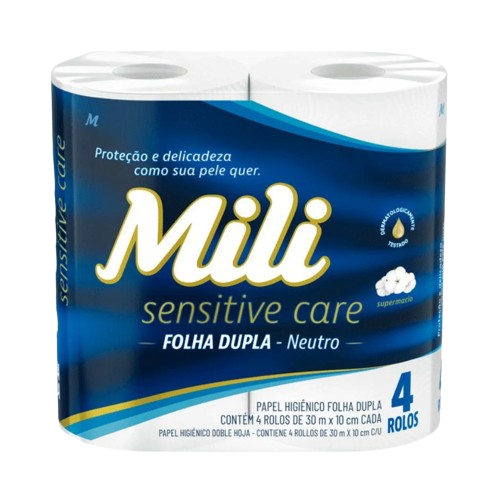 M
Proteção e delicadeza
como sua pele quer.
Mili
sensitive care
FOLHA DUPLA - Neutro
DERMATOLOGICAMENTE
TESTADO
supermacio
sensitive care
PAPEL HIGIÊNICO FOLHA DUPLA
CONTÉM 4 ROLOS DE 30 m X 10 cm CADA
PAPEL HIGIÉNICO DOBLE HOJA - CONTIENE 4 ROLLOS DE 30 m X 10 cm C/U
4
ROLOS